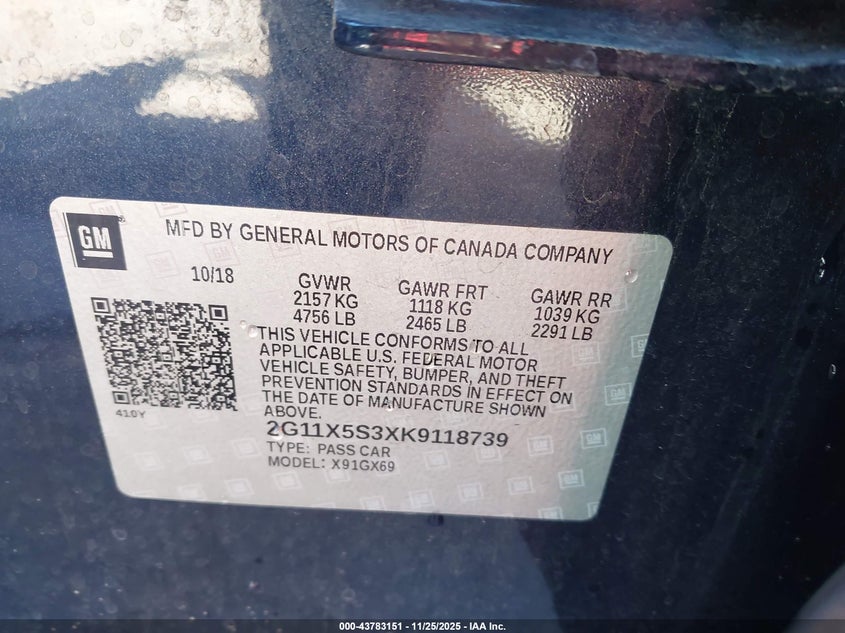 GM
MFD BY GENERAL MOTORS OF CANADA COMPANY
10/18
GVWR
2157 KG
4756 LB
GAWR FRT
1118 KG
2465 LB
GAWR RR
1039 KG
2291 LB
THIS VEHICLE CONFORMS TO ALL
APPLICABLE U.S. FEDERAL MOTOR
VEHICLE SAFETY, BUMPER, AND THEFT
PREVENTION STANDARDS IN EFFECT ON
THE DATE OF MANUFACTURE SHOWN
ABOVE.
410Y
2G11X5S3XK9118739
TYPE: PASS CAR
MODEL: X91GX69
000-43783151 - 11/25/2025 - IAA Inc.